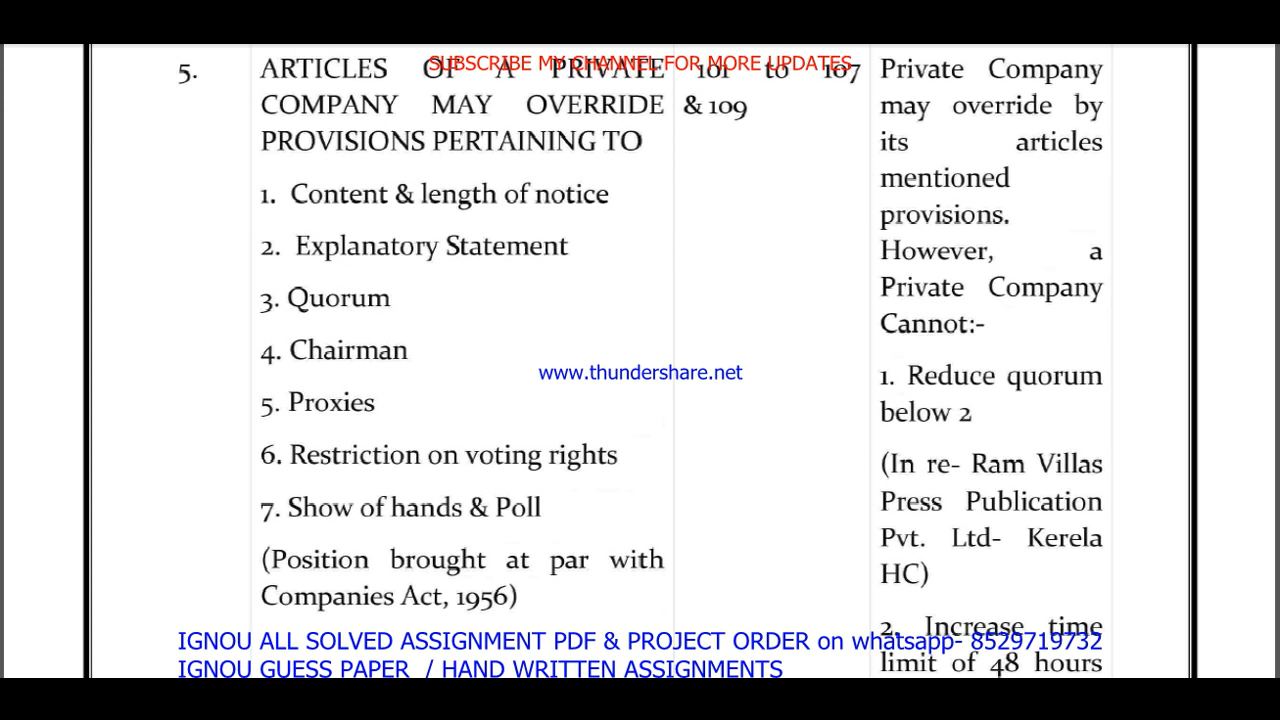 SUBSCRIBE MY CHANNEL FOR MORE UPDATES
5.
ARTICLES OF A PRIVATE
COMPANY MAY OVERRIDE
PROVISIONS PERTAINING TO
1. Content & length of notice
2. Explanatory Statement
3. Quorum
4. Chairman
5. Proxies
6. Restriction on voting rights
7. Show of hands & Poll
(Position brought at par with
Companies Act, 1956)
101 to 107
& 109
Private Company
may override by
its articles
mentioned
provisions.
However, a
Private Company
Cannot:-
1. Reduce quorum
below 2
(In re- Ram Villas
Press Publication
Pvt. Ltd- Kerela
HC)
2. Increase time
limit of 48 hours
www.thundershare.net
IGNOU ALL SOLVED ASSIGNMENT PDF & PROJECT ORDER on whatsapp- 8529719732
IGNOU GUESS PAPER / HAND WRITTEN ASSIGNMENTS